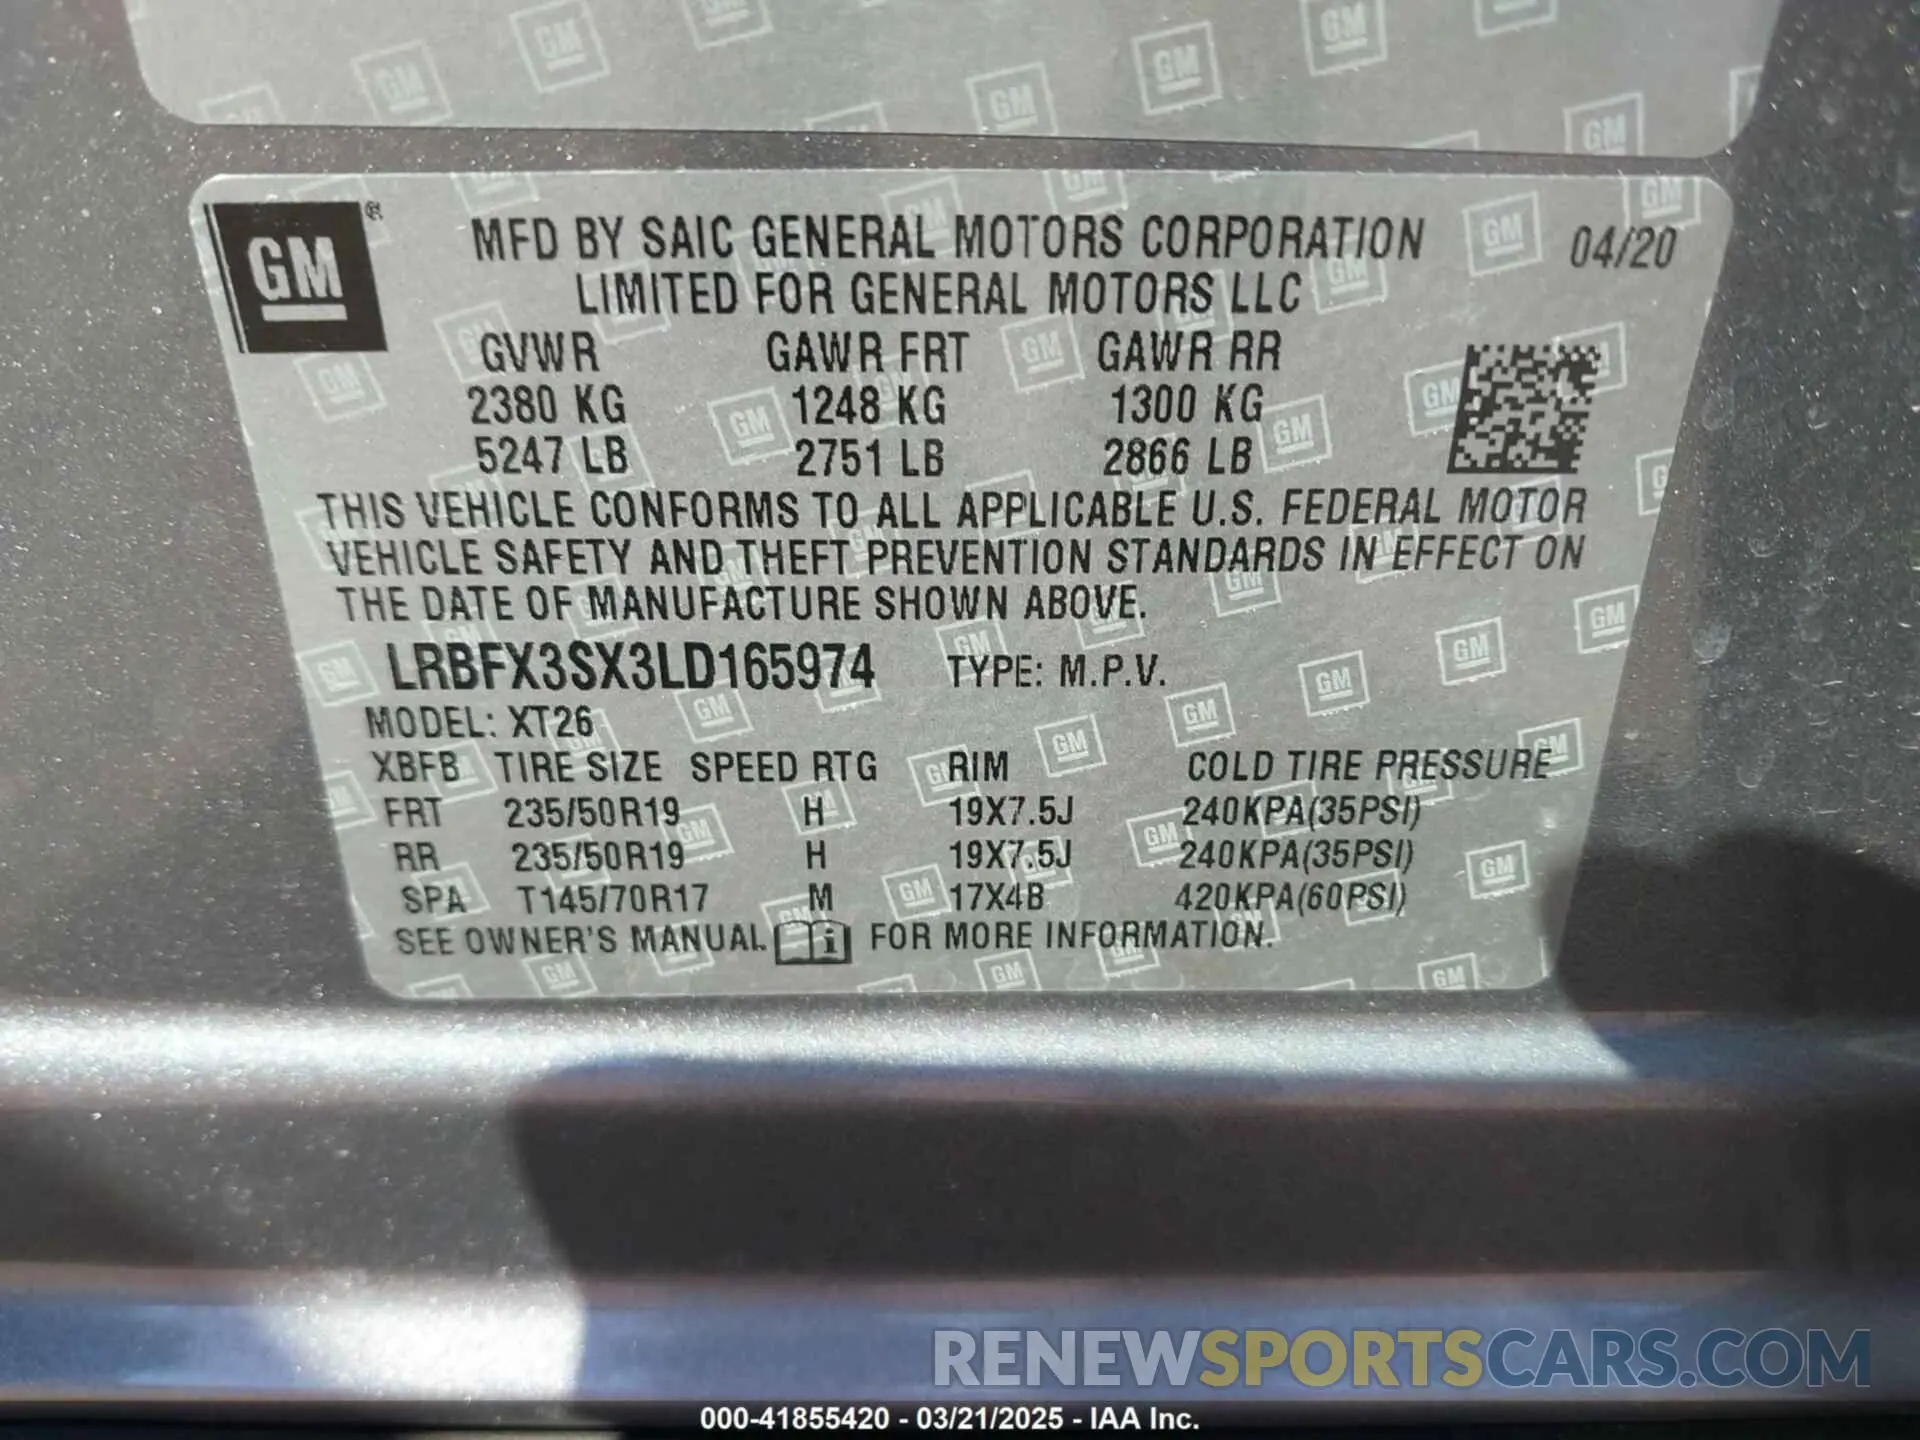 GM®
MFD BY SAIC GENERAL MOTORS CORPORATION 04/20
LIMITED FOR GENERAL MOTORS LLC
GVWR GAWR FRT GAWR RR
2380 KG 1248 KG 1300 KG
5247 LB 2751 LB 2866 LB
THIS VEHICLE CONFORMS TO ALL APPLICABLE U.S. FEDERAL MOTOR
VEHICLE SAFETY AND THEFT PREVENTION STANDARDS IN EFFECT ON
THE DATE OF MANUFACTURE SHOWN ABOVE.
LRBFX3SX3LD165974 TYPE: M.P.V.
MODEL: XT26
XBFB TIRE SIZE SPEED RTG RIM COLD TIRE PRESSURE
FRT 235/50R19 H 19X7.5J 240KPA(35PSI)
RR 235/50R19 H 19X7.5J 240KPA(35PSI)
SPA T145/70R17 M 17X4B 420KPA(60PSI)
SEE OWNER'S MANUAL i FOR MORE INFORMATION.
RENEWSPORTSCARS.COM
000-41855420 - 03/21/2025 - IAA Inc.